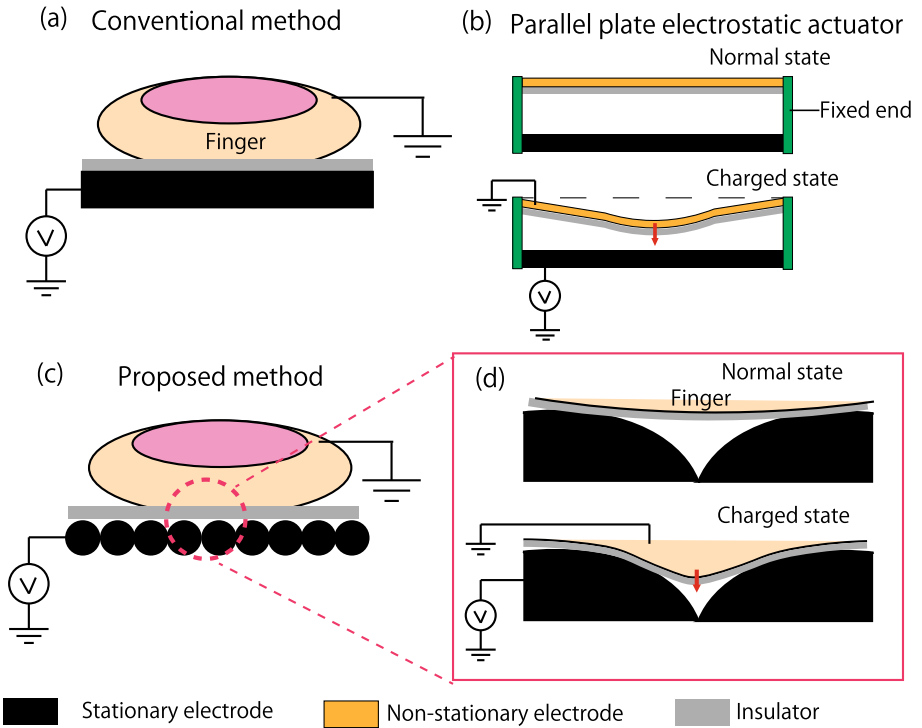 (a) Conventional method
Finger
V
(b) Parallel plate electrostatic actuator
Normal state
Fixed end
Charged state
V
(c) Proposed method
V
(d) Normal state
Finger
Charged state
V
Stationary electrode
Non-stationary electrode
Insulator